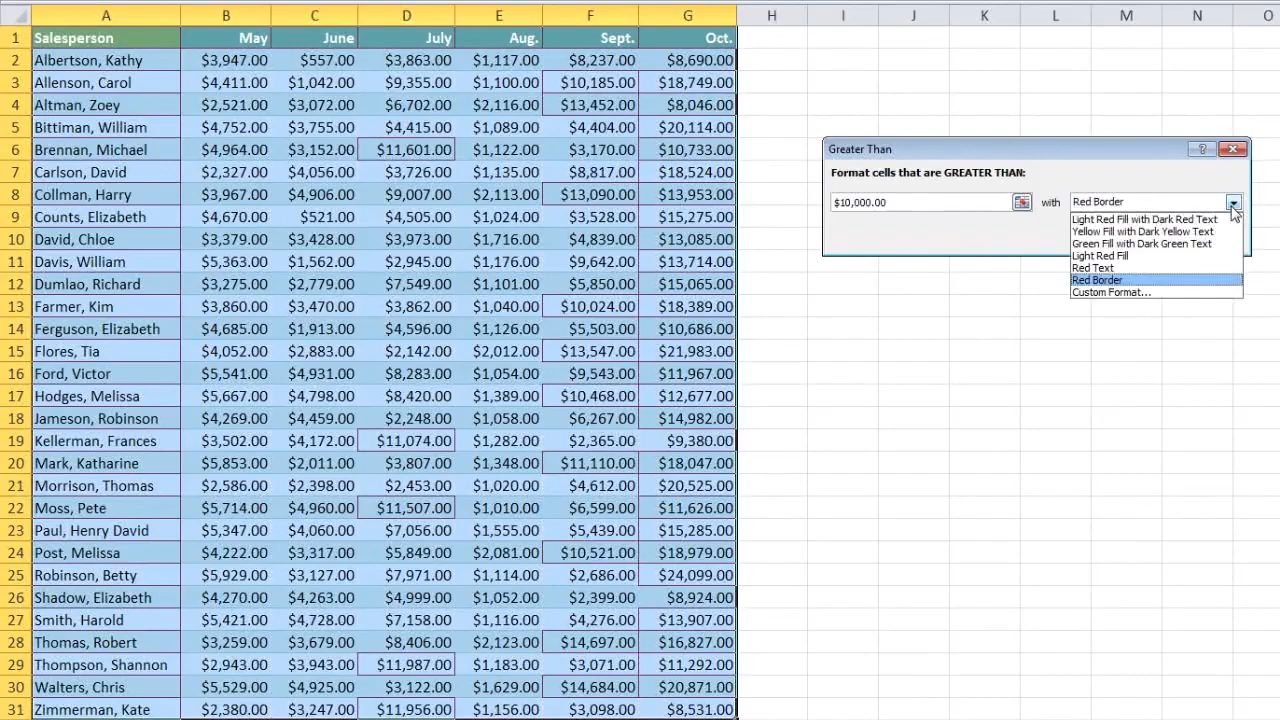 A B C D E F G H I J K L M N O
1 Salesperson May June July Aug. Sept. Oct.
2 Albertson, Kathy $3,947.00 $557.00 $3,863.00 $1,117.00 $8,237.00 $8,690.00
3 Allenson, Carol $4,411.00 $1,042.00 $9,355.00 $1,100.00 $10,185.00 $18,749.00
4 Altman, Zoey $2,521.00 $3,072.00 $6,702.00 $2,116.00 $13,452.00 $8,046.00
5 Bittiman, William $4,752.00 $3,755.00 $4,415.00 $1,089.00 $4,404.00 $20,114.00
6 Brennan, Michael $4,964.00 $3,152.00 $11,601.00 $1,122.00 $3,170.00 $10,733.00
7 Carlson, David $2,327.00 $4,056.00 $3,726.00 $1,135.00 $8,817.00 $18,524.00
8 Collman, Harry $3,967.00 $4,906.00 $9,007.00 $2,113.00 $13,090.00 $13,953.00
9 Counts, Elizabeth $4,670.00 $521.00 $4,505.00 $1,024.00 $3,528.00 $15,275.00
10 David, Chloe $3,379.00 $3,428.00 $3,973.00 $1,716.00 $4,839.00 $13,085.00
11 Davis, William $5,363.00 $1,562.00 $2,945.00 $1,176.00 $9,642.00 $13,714.00
12 Dumlao, Richard $3,275.00 $2,779.00 $7,549.00 $1,101.00 $5,850.00 $15,065.00
13 Farmer, Kim $3,860.00 $3,470.00 $3,862.00 $1,040.00 $10,024.00 $18,389.00
14 Ferguson, Elizabeth $4,685.00 $1,913.00 $4,596.00 $1,126.00 $5,503.00 $10,686.00
15 Flores, Tia $4,052.00 $2,883.00 $2,142.00 $2,012.00 $13,547.00 $21,983.00
16 Ford, Victor $5,541.00 $4,931.00 $8,283.00 $1,054.00 $9,543.00 $11,967.00
17 Hodges, Melissa $5,667.00 $4,798.00 $8,420.00 $1,389.00 $10,468.00 $12,677.00
18 Jameson, Robinson $4,269.00 $4,459.00 $2,248.00 $1,058.00 $6,267.00 $14,982.00
19 Kellerman, Frances $3,502.00 $4,172.00 $11,074.00 $1,282.00 $2,365.00 $9,380.00
20 Mark, Katharine $5,853.00 $2,011.00 $3,807.00 $1,348.00 $11,110.00 $18,047.00
21 Morrison, Thomas $2,586.00 $2,398.00 $2,453.00 $1,020.00 $4,612.00 $20,525.00
22 Moss, Pete $5,714.00 $4,960.00 $11,507.00 $1,010.00 $6,599.00 $11,626.00
23 Paul, Henry David $5,347.00 $4,060.00 $7,056.00 $1,555.00 $5,439.00 $15,285.00
24 Post, Melissa $4,222.00 $3,317.00 $5,849.00 $2,081.00 $10,521.00 $18,979.00
25 Robinson, Betty $5,929.00 $3,127.00 $7,971.00 $1,114.00 $2,686.00 $24,099.00
26 Shadow, Elizabeth $4,270.00 $4,263.00 $4,999.00 $1,052.00 $2,399.00 $8,924.00
27 Smith, Harold $5,421.00 $4,728.00 $7,158.00 $1,116.00 $4,276.00 $13,907.00
28 Thomas, Robert $3,259.00 $3,679.00 $8,406.00 $2,123.00 $14,697.00 $16,827.00
29 Thompson, Shannon $2,943.00 $3,943.00 $11,987.00 $1,183.00 $3,071.00 $11,292.00
30 Walters, Chris $5,529.00 $4,925.00 $3,122.00 $1,629.00 $14,684.00 $20,871.00
31 Zimmerman, Kate $2,380.00 $3,247.00 $11,956.00 $1,156.00 $3,098.00 $8,531.00
Greater Than
Format cells that are GREATER THAN:
$10,000.00 with Red Border
Light Red Fill with Dark Red Text
Yellow Fill with Dark Yellow Text
Green Fill with Dark Green Text
Light Red Fill
Red Text
Red Border
Custom Format...